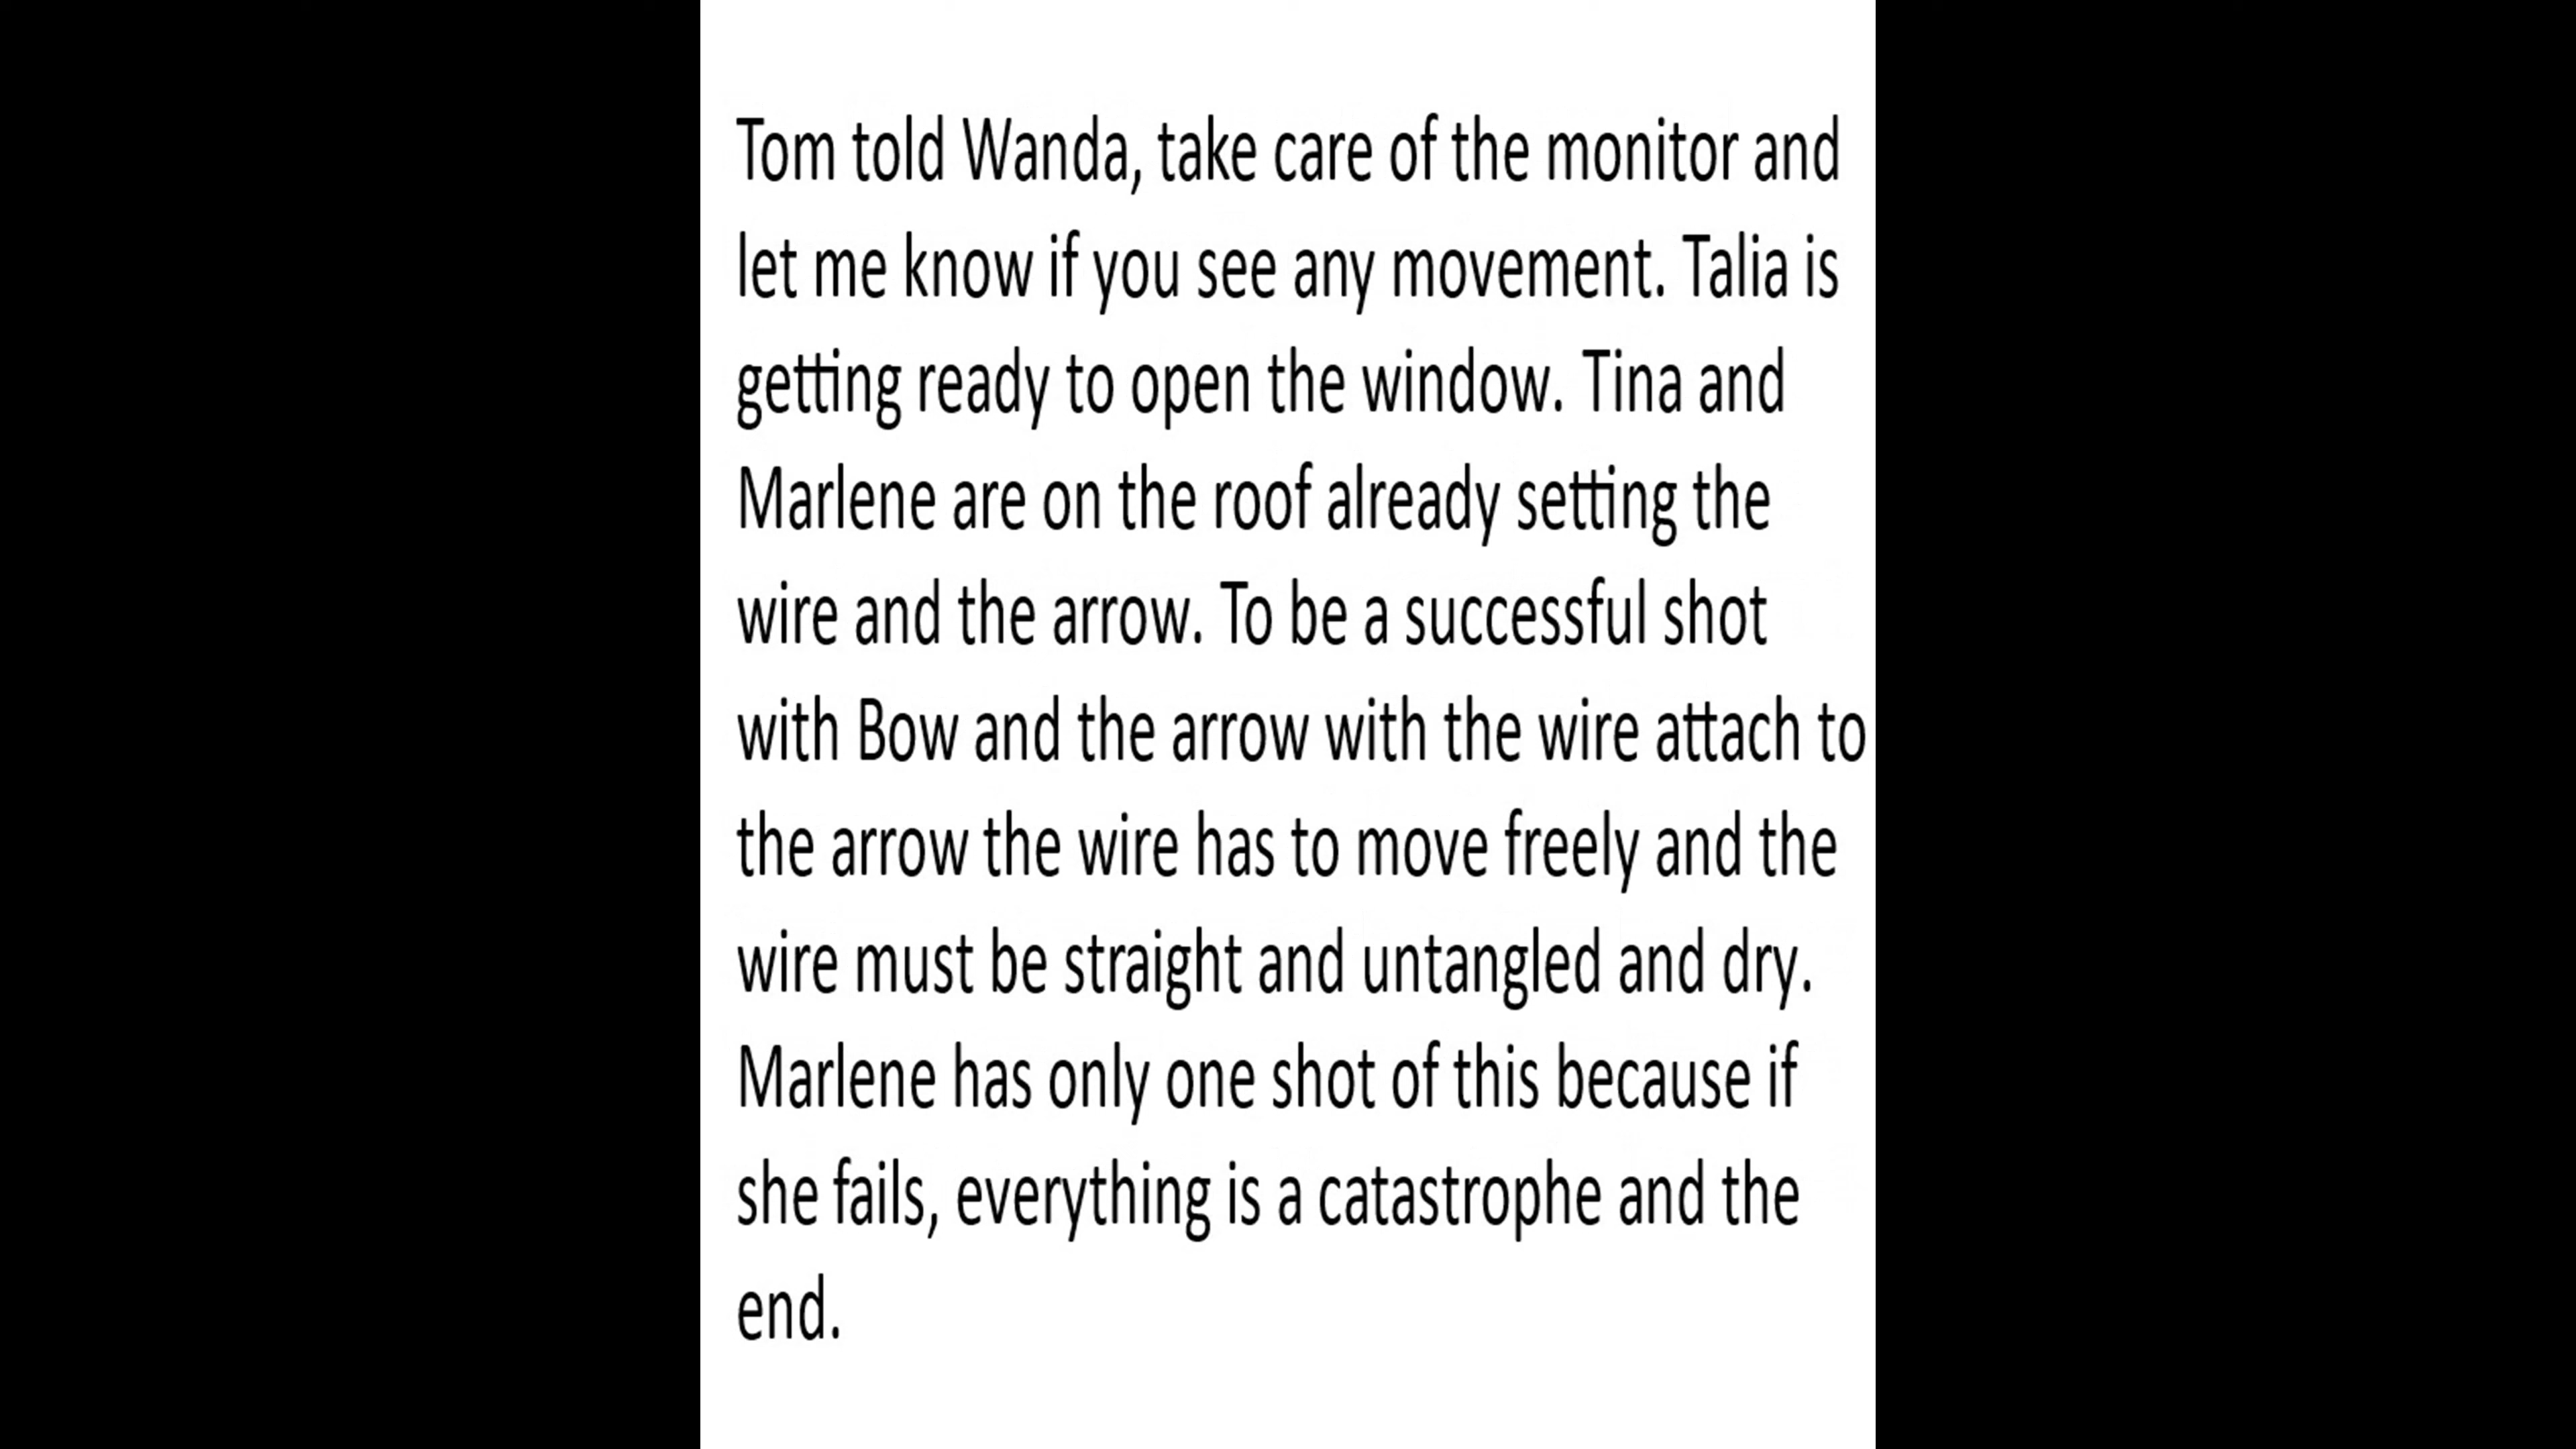 Tom told Wanda, take care of the monitor and
let me know if you see any movement. Talia is
getting ready to open the window. Tina and
Marlene are on the roof already setting the
wire and the arrow. To be a successful shot
with Bow and the arrow with the wire attach to
the arrow the wire has to move freely and the
wire must be straight and untangled and dry.
Marlene has only one shot of this because if
she fails, everything is a catastrophe and the
end.